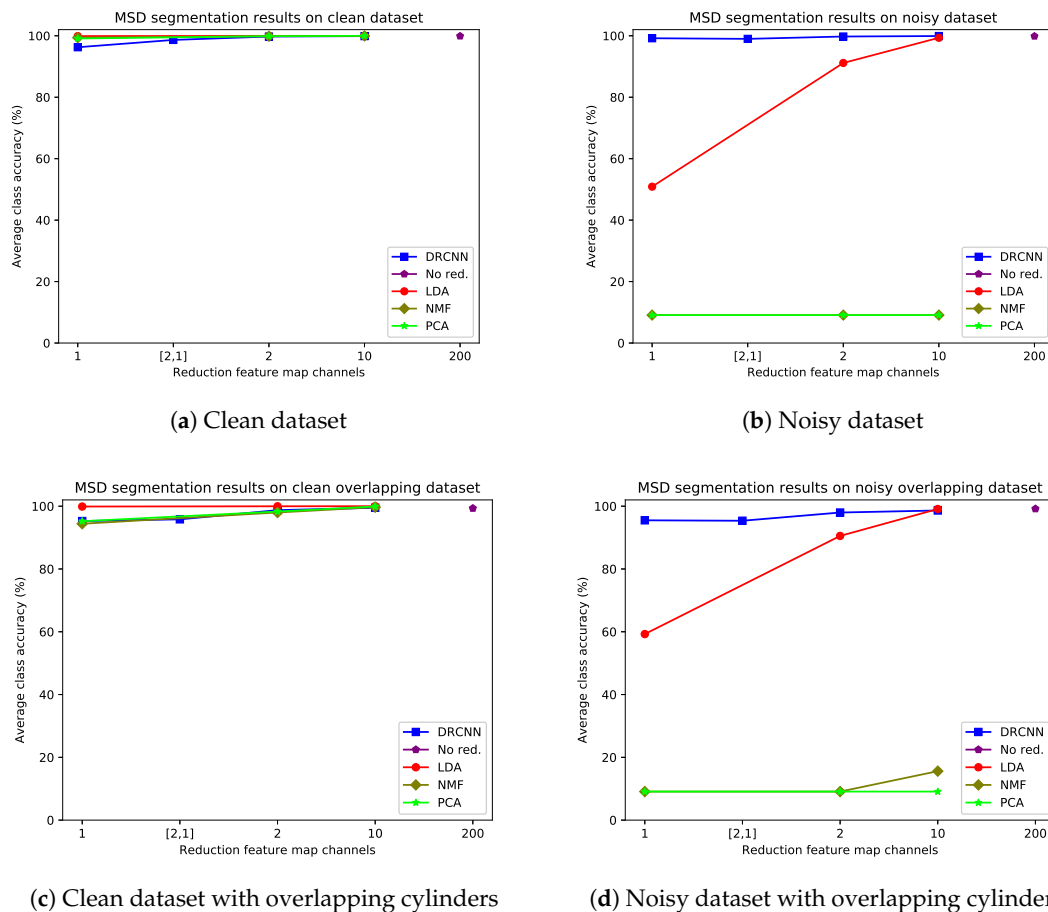 MSD segmentation results on clean dataset
Average class accuracy (%)
100
80
60
40
20
0
DRCNN
No red.
LDA
NMF
PCA
1 [2,1] 2 10 200
Reduction feature map channels
(a) Clean dataset
MSD segmentation results on noisy dataset
Average class accuracy (%)
100
80
60
40
20
0
DRCNN
No red.
LDA
NMF
PCA
1 [2,1] 2 10 200
Reduction feature map channels
(b) Noisy dataset
MSD segmentation results on clean overlapping dataset
Average class accuracy (%)
100
80
60
40
20
0
DRCNN
No red.
LDA
NMF
PCA
1 [2,1] 2 10 200
Reduction feature map channels
(c) Clean dataset with overlapping cylinders
MSD segmentation results on noisy overlapping dataset
Average class accuracy (%)
100
80
60
40
20
0
DRCNN
No red.
LDA
NMF
PCA
1 [2,1] 2 10 200
Reduction feature map channels
(d) Noisy dataset with overlapping cylinder